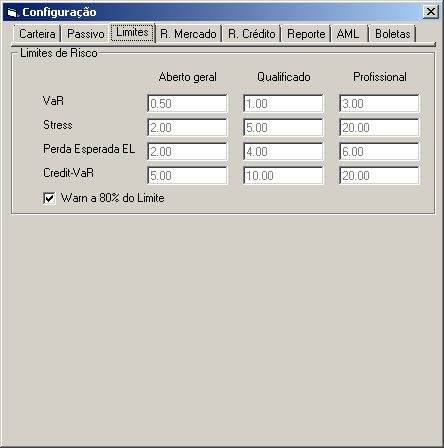 Configuração
Carteira Passivo Limites R. Mercado R. Crédito Reporte AML Boletas
Limites de Risco
Aberto geral Qualificado Profissional
VaR 0.50 1.00 3.00
Stress 2.00 5.00 20.00
Perda Esperada EL 2.00 4.00 6.00
Credit-VaR 5.00 10.00 20.00
Warn a 80% do Limite